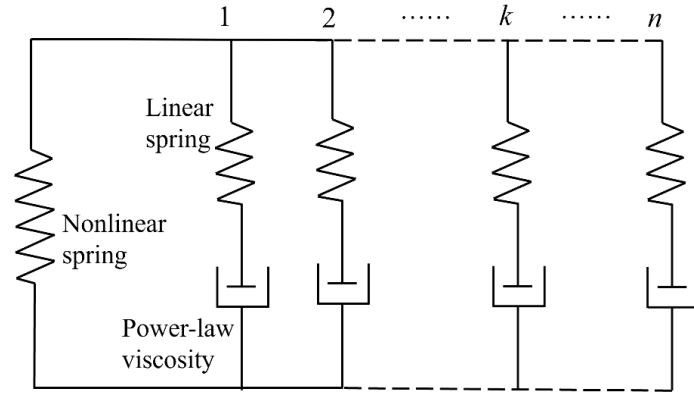 1 2 ...... k ...... n
Linear
spring
Nonlinear
spring
Power-law
viscosity